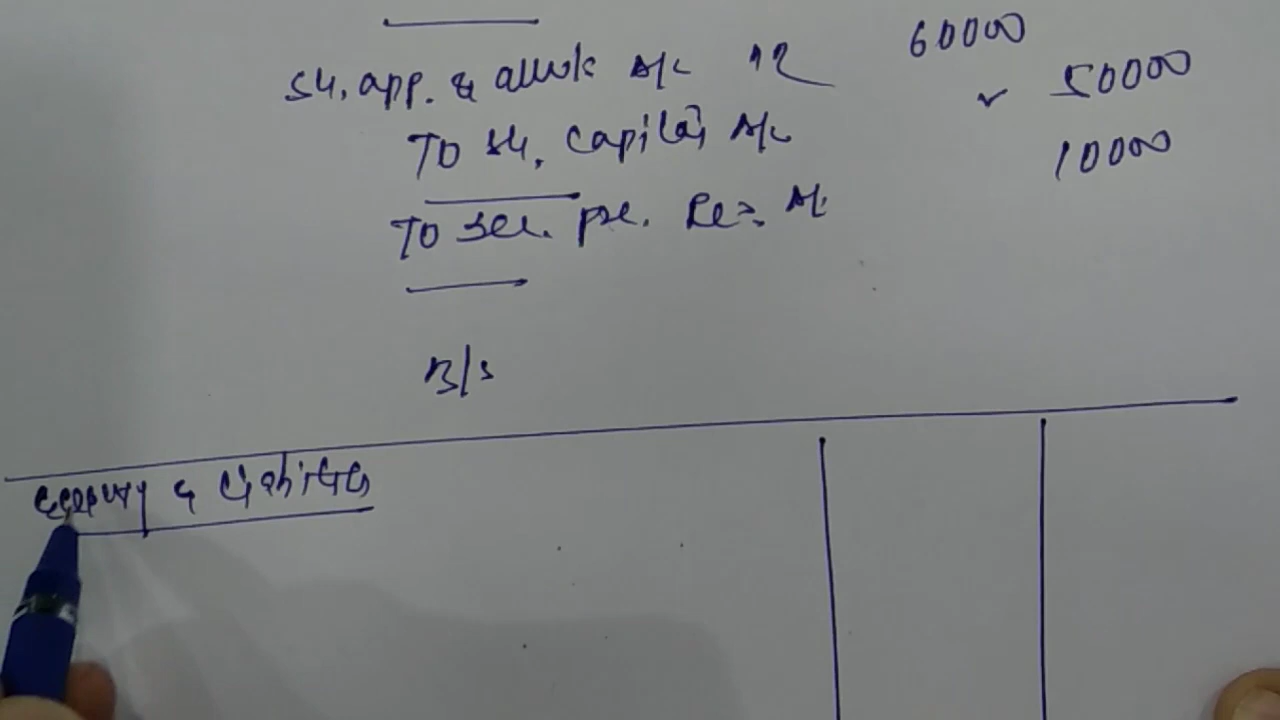 Sh. app. & allot A/c Dr 60000
To Sh. Capital A/c 50000
To Sec. pre. Res. A/c 10000
B/s
Equity & Liabilities